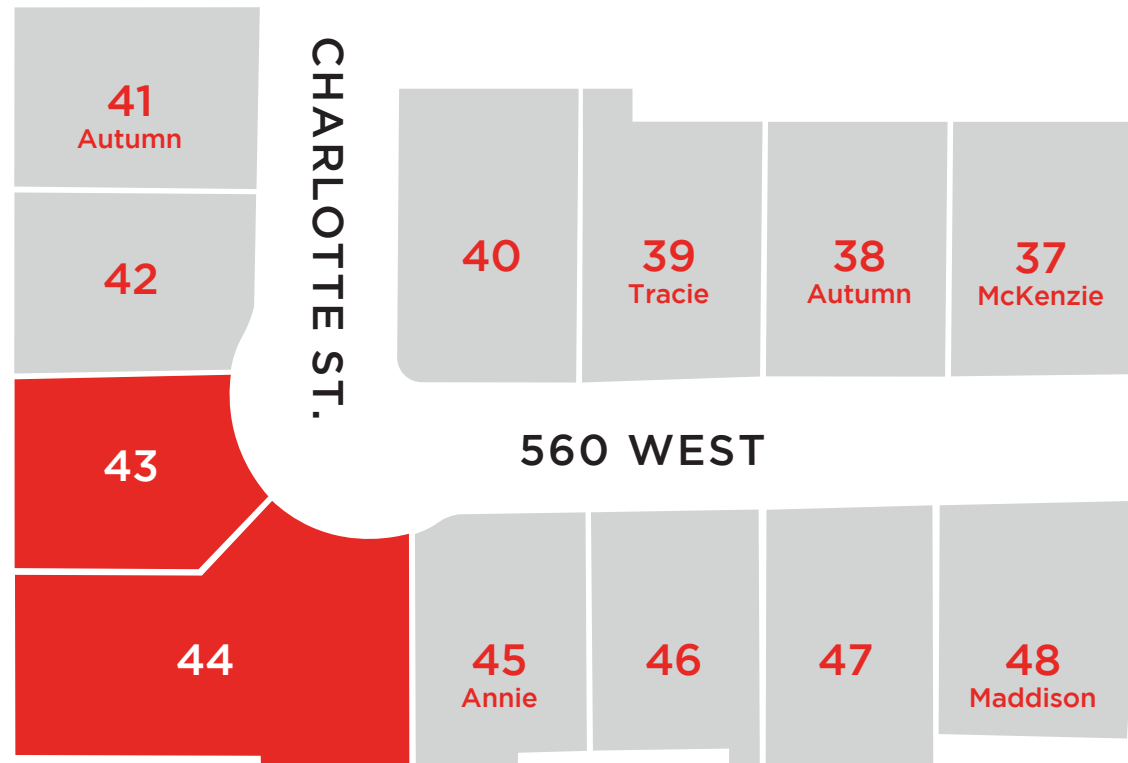 41
Autumn
42
43
44
CHARLOTTE ST.
40
39
Tracie
38
Autumn
37
McKenzie
560 WEST
45
Annie
46
47
48
Maddison